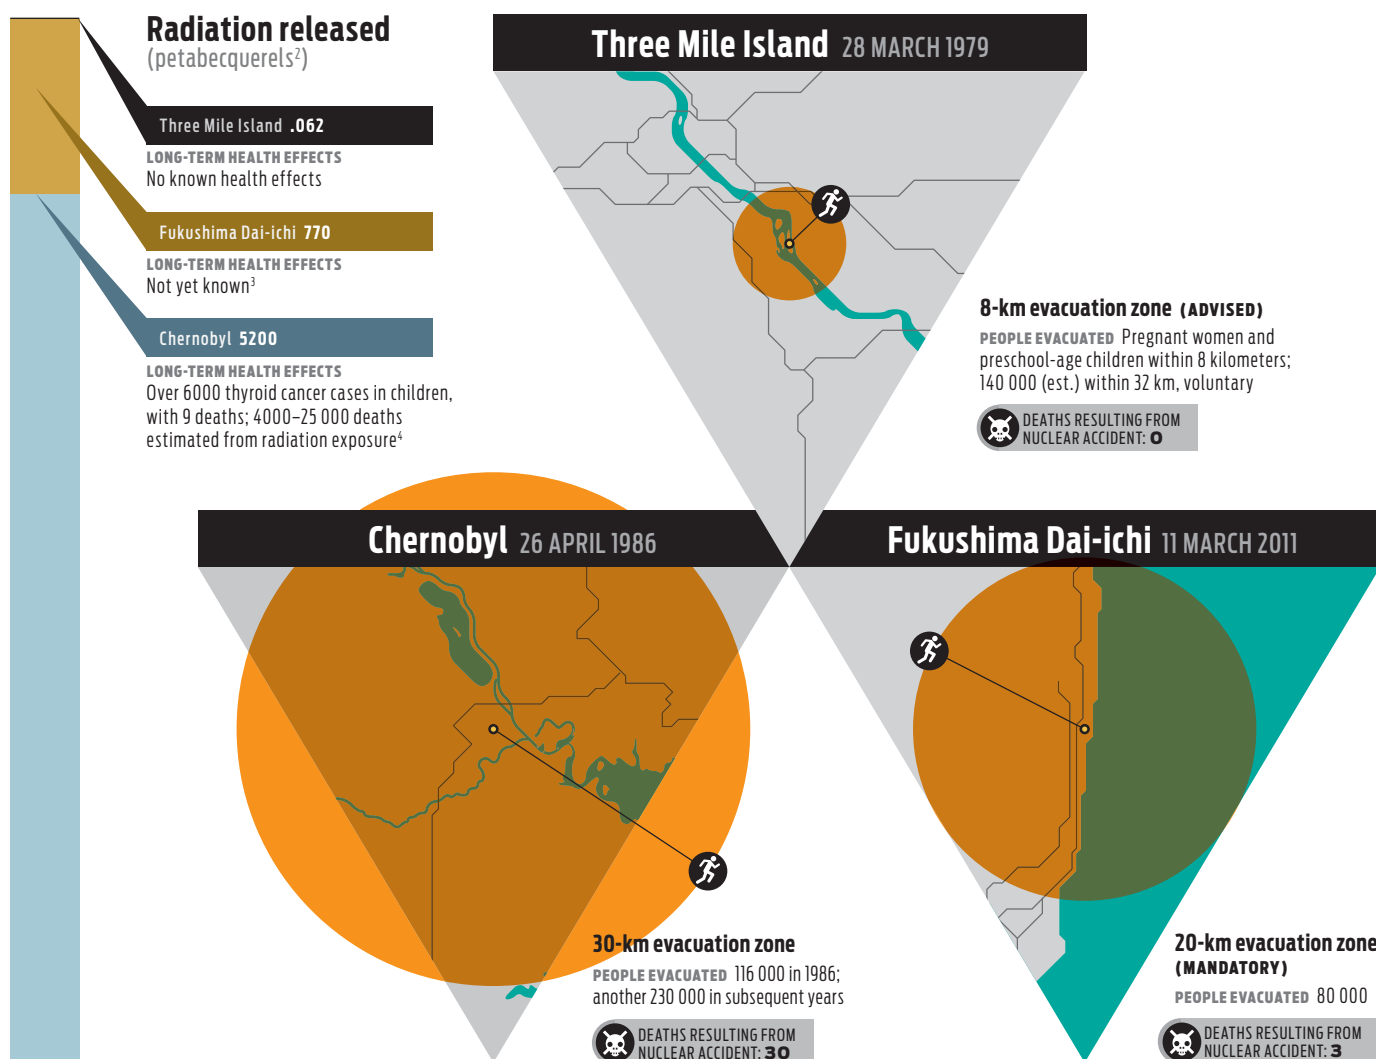 Radiation released
(petabecquerels²)
Three Mile Island .062
LONG-TERM HEALTH EFFECTS
No known health effects
Fukushima Dai-ichi 770
LONG-TERM HEALTH EFFECTS
Not yet known³
Chernobyl 5200
LONG-TERM HEALTH EFFECTS
Over 6000 thyroid cancer cases in children,
with 9 deaths; 4000–25 000 deaths
estimated from radiation exposure⁴
Three Mile Island 28 MARCH 1979
8-km evacuation zone (ADVISED)
PEOPLE EVACUATED Pregnant women and
preschool-age children within 8 kilometers;
140 000 (est.) within 32 km, voluntary
DEATHS RESULTING FROM
NUCLEAR ACCIDENT: 0
Chernobyl 26 APRIL 1986
30-km evacuation zone
PEOPLE EVACUATED 116 000 in 1986;
another 230 000 in subsequent years
DEATHS RESULTING FROM
NUCLEAR ACCIDENT: 30
Fukushima Dai-ichi 11 MARCH 2011
20-km evacuation zone
(MANDATORY)
PEOPLE EVACUATED 80 000
DEATHS RESULTING FROM
NUCLEAR ACCIDENT: 3